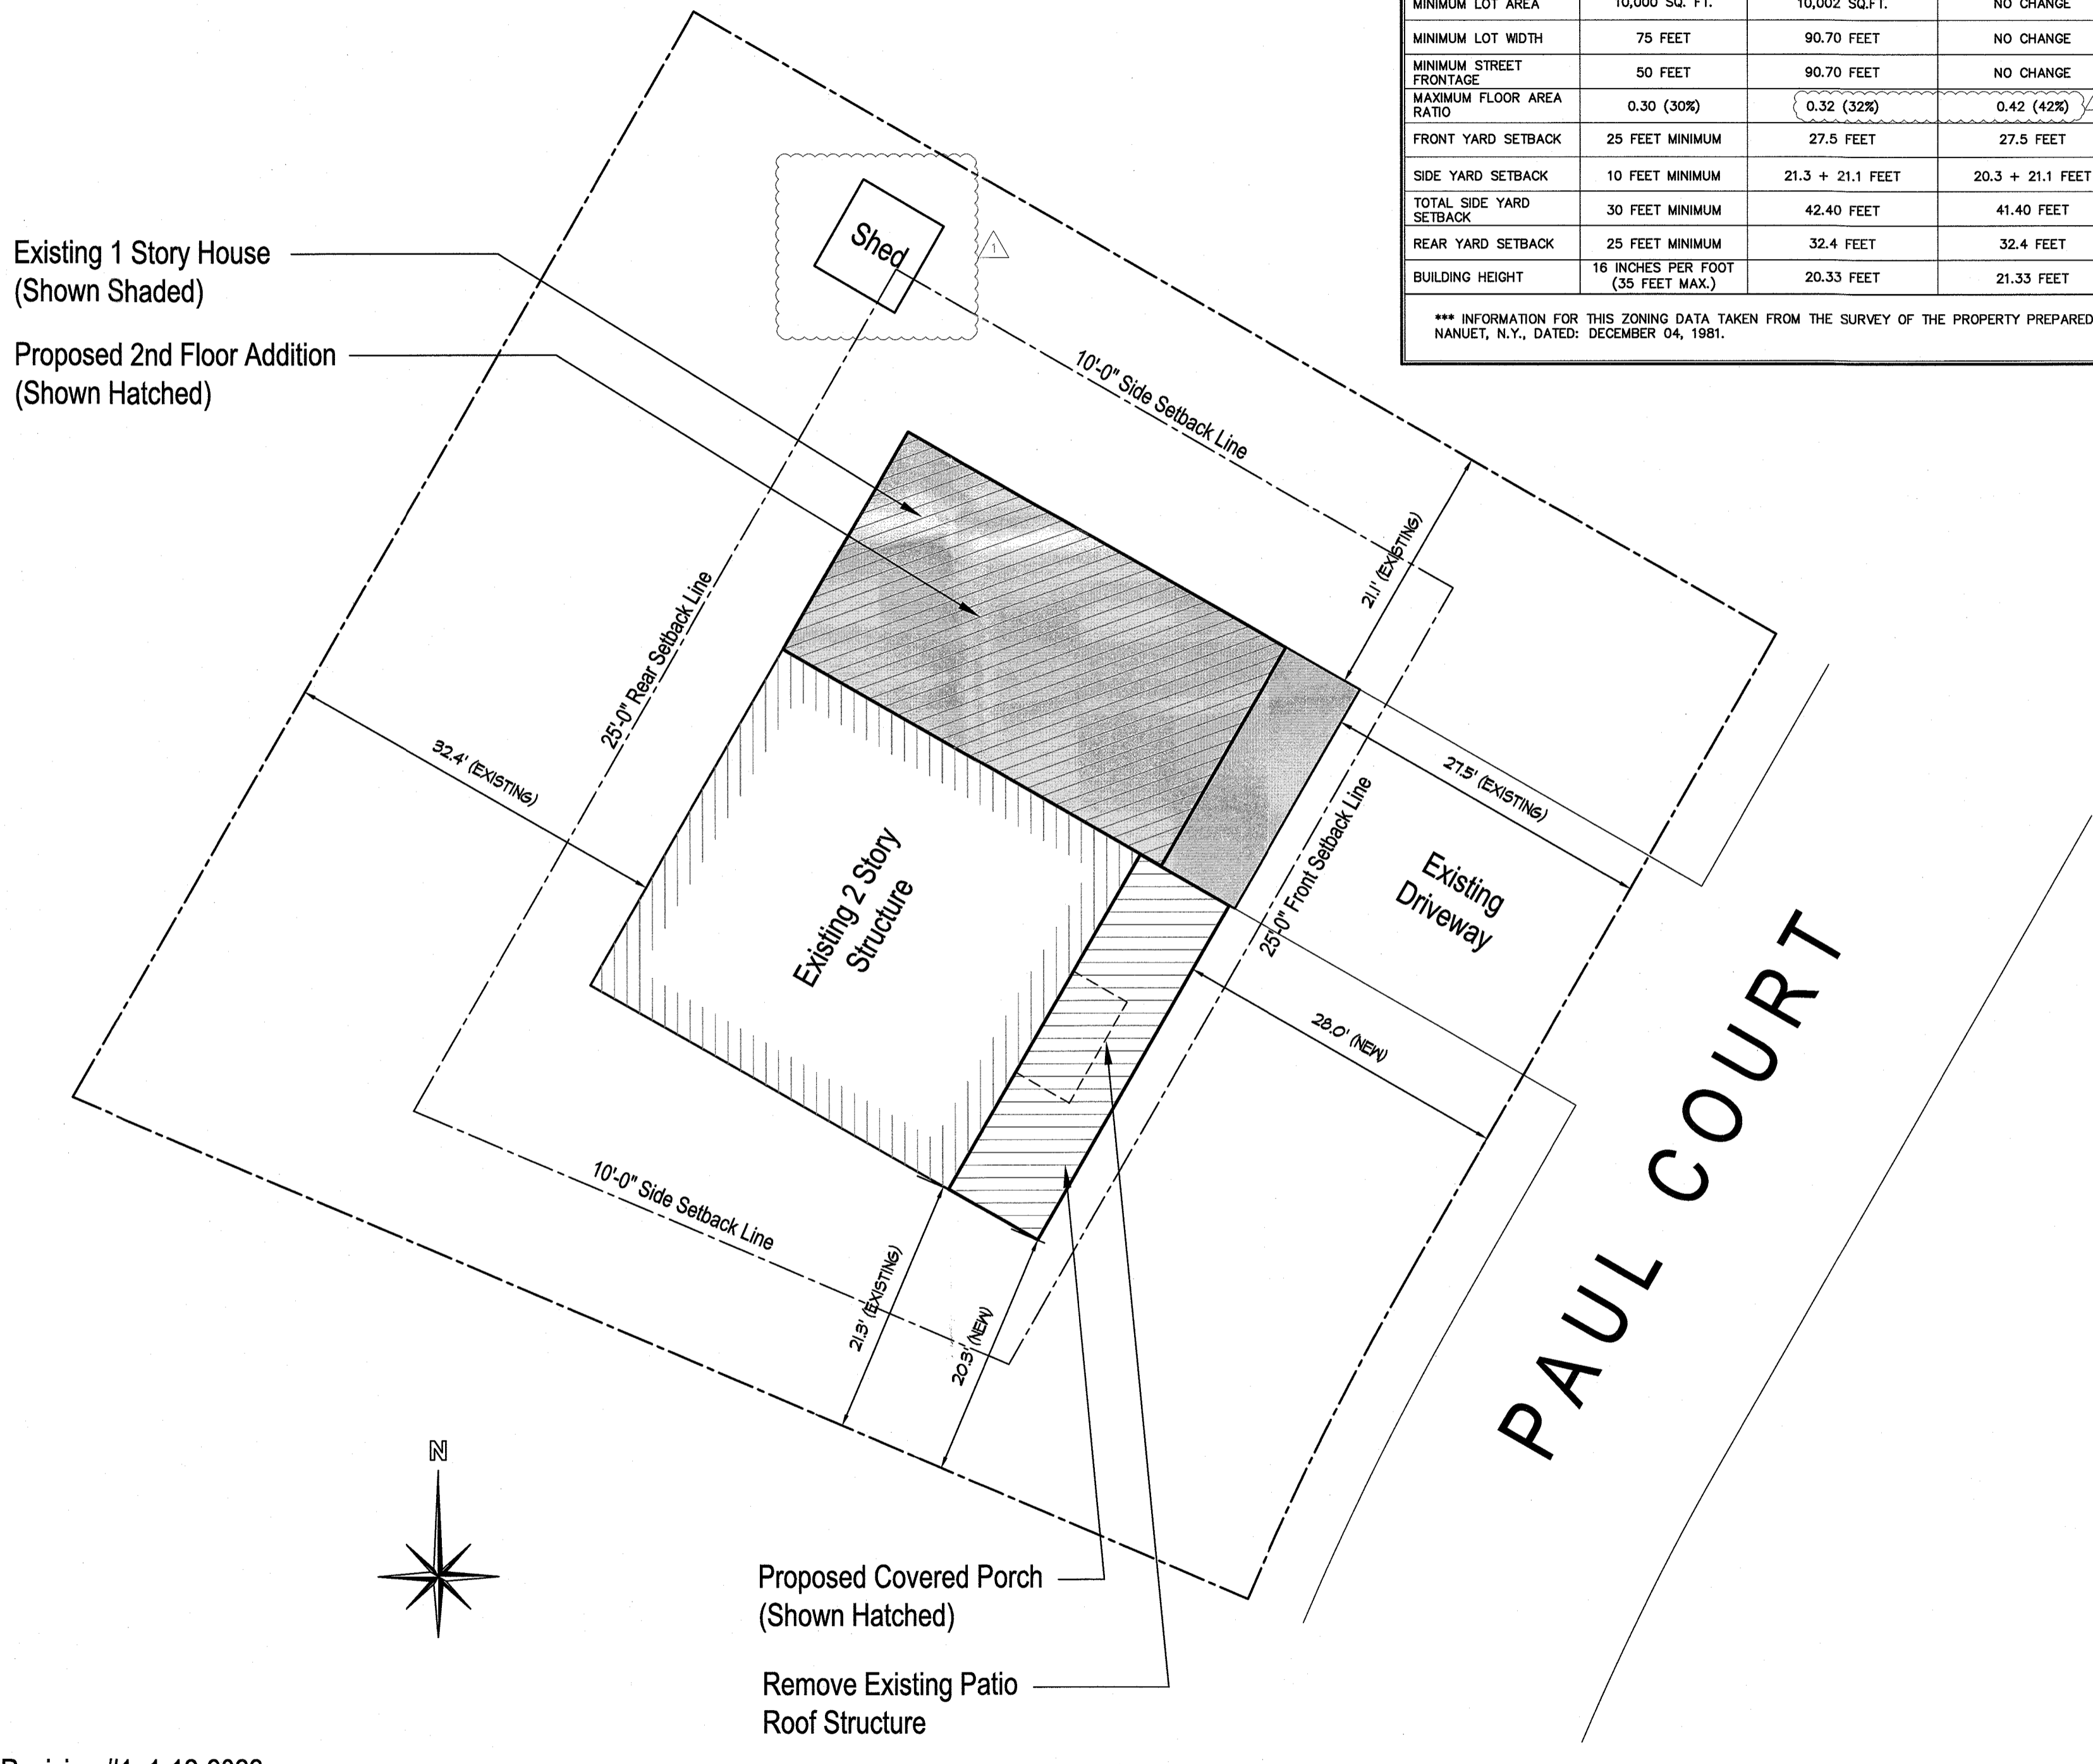 MINIMUM LOT AREA 10,000 SQ. FT. 10,002 SQ.FT. NO CHANGE
MINIMUM LOT WIDTH 75 FEET 90.70 FEET NO CHANGE
MINIMUM STREET
FRONTAGE 50 FEET 90.70 FEET NO CHANGE
MAXIMUM FLOOR AREA
RATIO 0.30 (30%) 0.32 (32%) 0.42 (42%)
FRONT YARD SETBACK 25 FEET MINIMUM 27.5 FEET 27.5 FEET
SIDE YARD SETBACK 10 FEET MINIMUM 21.3 + 21.1 FEET 20.3 + 21.1 FEET
TOTAL SIDE YARD
SETBACK 30 FEET MINIMUM 42.40 FEET 41.40 FEET
REAR YARD SETBACK 25 FEET MINIMUM 32.4 FEET 32.4 FEET
BUILDING HEIGHT 16 INCHES PER FOOT
(35 FEET MAX.) 20.33 FEET 21.33 FEET
*** INFORMATION FOR THIS ZONING DATA TAKEN FROM THE SURVEY OF THE PROPERTY PREPARED
NANUET, N.Y., DATED: DECEMBER 04, 1981.
Shed
1
Existing 1 Story House
(Shown Shaded)
Proposed 2nd Floor Addition
(Shown Hatched)
10'-0" Side Setback Line
21.1' (EXISTING)
25'-0" Rear Setback Line
32.4' (EXISTING)
27.5' (EXISTING)
25'-0" Front Setback Line
Existing
Driveway
Existing 2 Story
Structure
28.0' (NEW)
PAUL COURT
10'-0" Side Setback Line
21.3' (EXISTING)
20.3' (NEW)
N
Proposed Covered Porch
(Shown Hatched)
Remove Existing Patio
Roof Structure